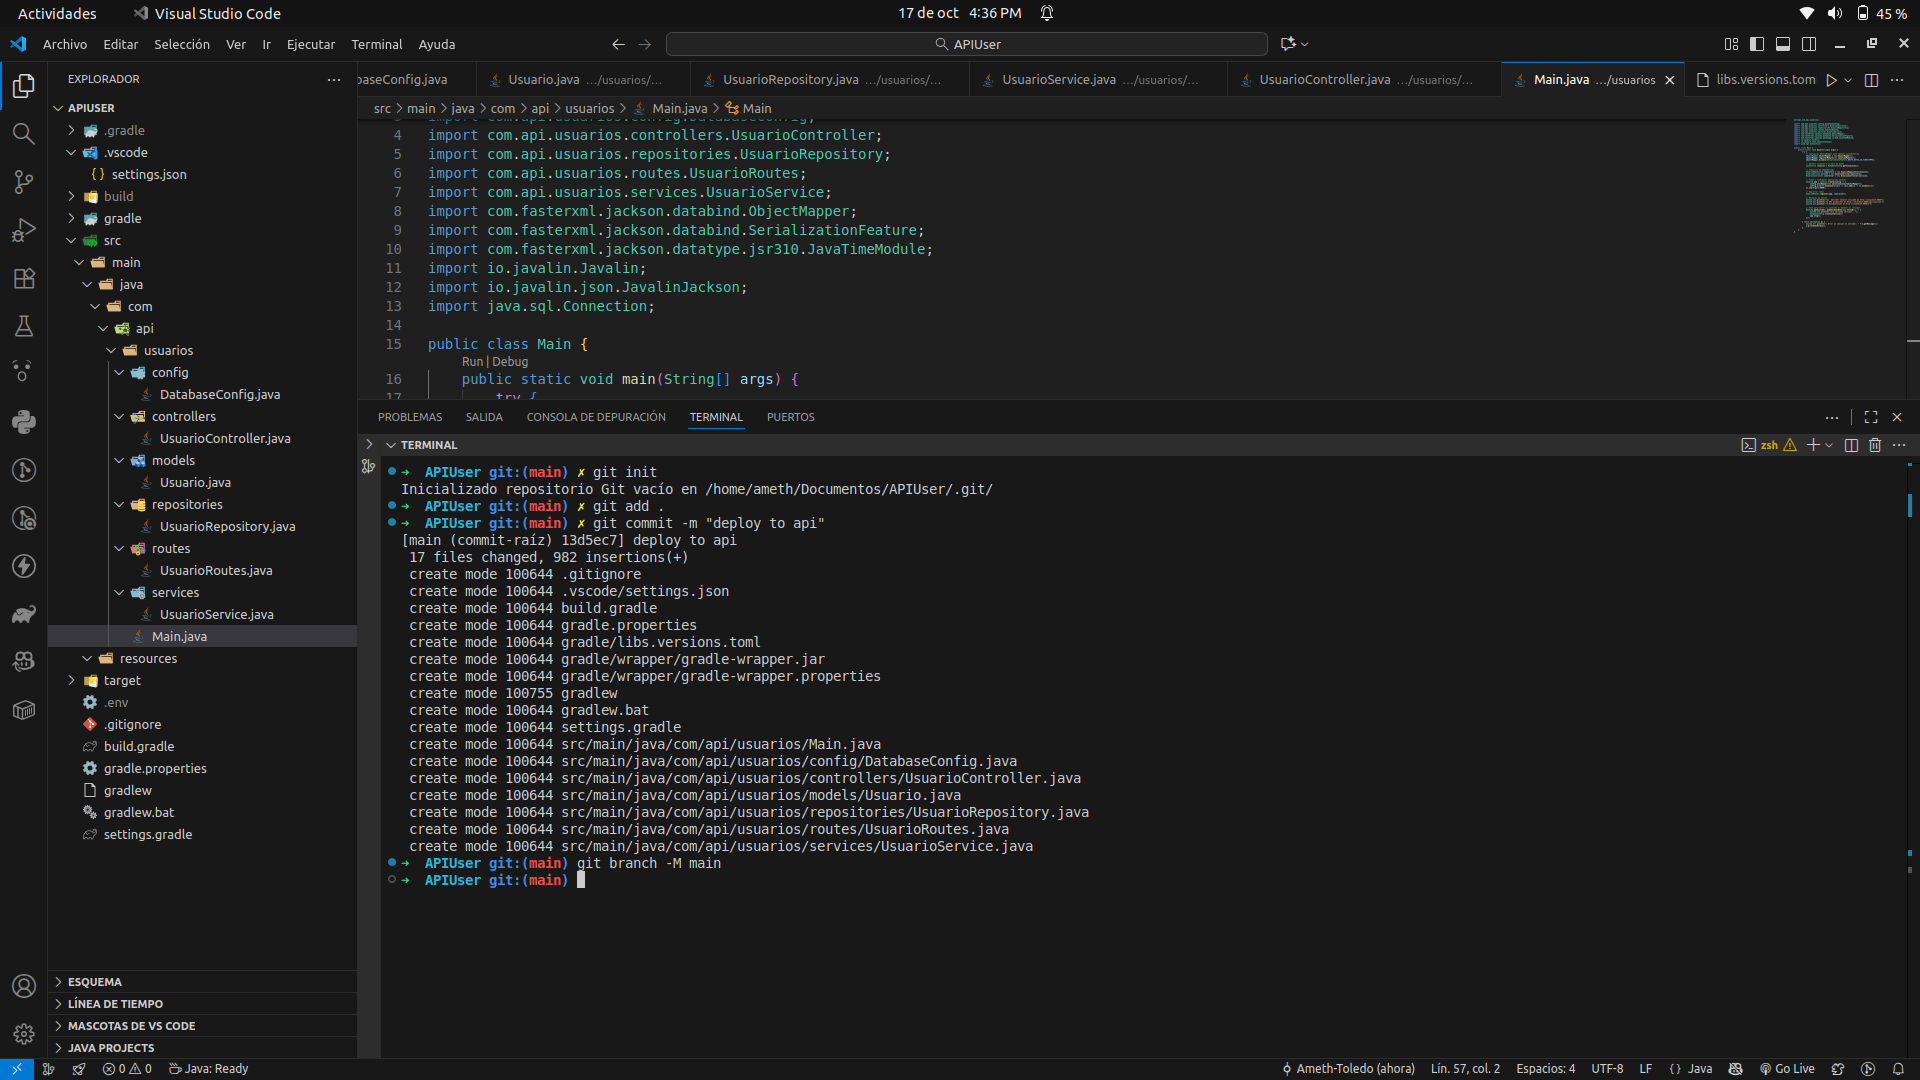 Actividades
Visual Studio Code
17 de oct 4:36 PM
45 %
Archivo
Editar
Selección
Ver
Ir
Ejecutar
Terminal
Ayuda
APIUser
EXPLORADOR
baseConfig.java
Usuario.java .../usuarios/...
UsuarioRepository.java .../usuarios/...
UsuarioService.java .../usuarios/...
UsuarioController.java .../usuarios/...
Main.java .../usuarios
libs.versions.tom
src > main > java > com > api > usuarios > Main.java > Main
APIUSER
.gradle
.vscode
{ } settings.json
build
gradle
src
main
java
com
api
usuarios
config
DatabaseConfig.java
controllers
UsuarioController.java
models
Usuario.java
repositories
UsuarioRepository.java
routes
UsuarioRoutes.java
services
UsuarioService.java
Main.java
resources
target
.env
.gitignore
build.gradle
gradle.properties
gradlew
gradlew.bat
settings.gradle
ESQUEMA
LÍNEA DE TIEMPO
MASCOTAS DE VS CODE
JAVA PROJECTS
3 import com.api.usuarios.config.DatabaseConfig;
4 import com.api.usuarios.controllers.UsuarioController;
5 import com.api.usuarios.repositories.UsuarioRepository;
6 import com.api.usuarios.routes.UsuarioRoutes;
7 import com.api.usuarios.services.UsuarioService;
8 import com.fasterxml.jackson.databind.ObjectMapper;
9 import com.fasterxml.jackson.databind.SerializationFeature;
10 import com.fasterxml.jackson.datatype.jsr310.JavaTimeModule;
11 import io.javalin.Javalin;
12 import io.javalin.json.JavalinJackson;
13 import java.sql.Connection;
14
15 public class Main {
Run | Debug
16 public static void main(String[] args) {
17 try {
PROBLEMAS
SALIDA
CONSOLA DE DEPURACIÓN
TERMINAL
PUERTOS
TERMINAL
zsh
➜ APIUser git:(main) ✗ git init
Inicializado repositorio Git vacío en /home/ameth/Documentos/APIUser/.git/
➜ APIUser git:(main) ✗ git add .
➜ APIUser git:(main) ✗ git commit -m "deploy to api"
[main (commit-raíz) 13d5ec7] deploy to api
17 files changed, 982 insertions(+)
create mode 100644 .gitignore
create mode 100644 .vscode/settings.json
create mode 100644 build.gradle
create mode 100644 gradle.properties
create mode 100644 gradle/libs.versions.toml
create mode 100644 gradle/wrapper/gradle-wrapper.jar
create mode 100644 gradle/wrapper/gradle-wrapper.properties
create mode 100755 gradlew
create mode 100644 gradlew.bat
create mode 100644 settings.gradle
create mode 100644 src/main/java/com/api/usuarios/Main.java
create mode 100644 src/main/java/com/api/usuarios/config/DatabaseConfig.java
create mode 100644 src/main/java/com/api/usuarios/controllers/UsuarioController.java
create mode 100644 src/main/java/com/api/usuarios/models/Usuario.java
create mode 100644 src/main/java/com/api/usuarios/repositories/UsuarioRepository.java
create mode 100644 src/main/java/com/api/usuarios/routes/UsuarioRoutes.java
create mode 100644 src/main/java/com/api/usuarios/services/UsuarioService.java
➜ APIUser git:(main) git branch -M main
➜ APIUser git:(main)
0 0
Java: Ready
Ameth-Toledo (ahora)
Lín. 57, col. 2
Espacios: 4
UTF-8
LF
{ } Java
Go Live